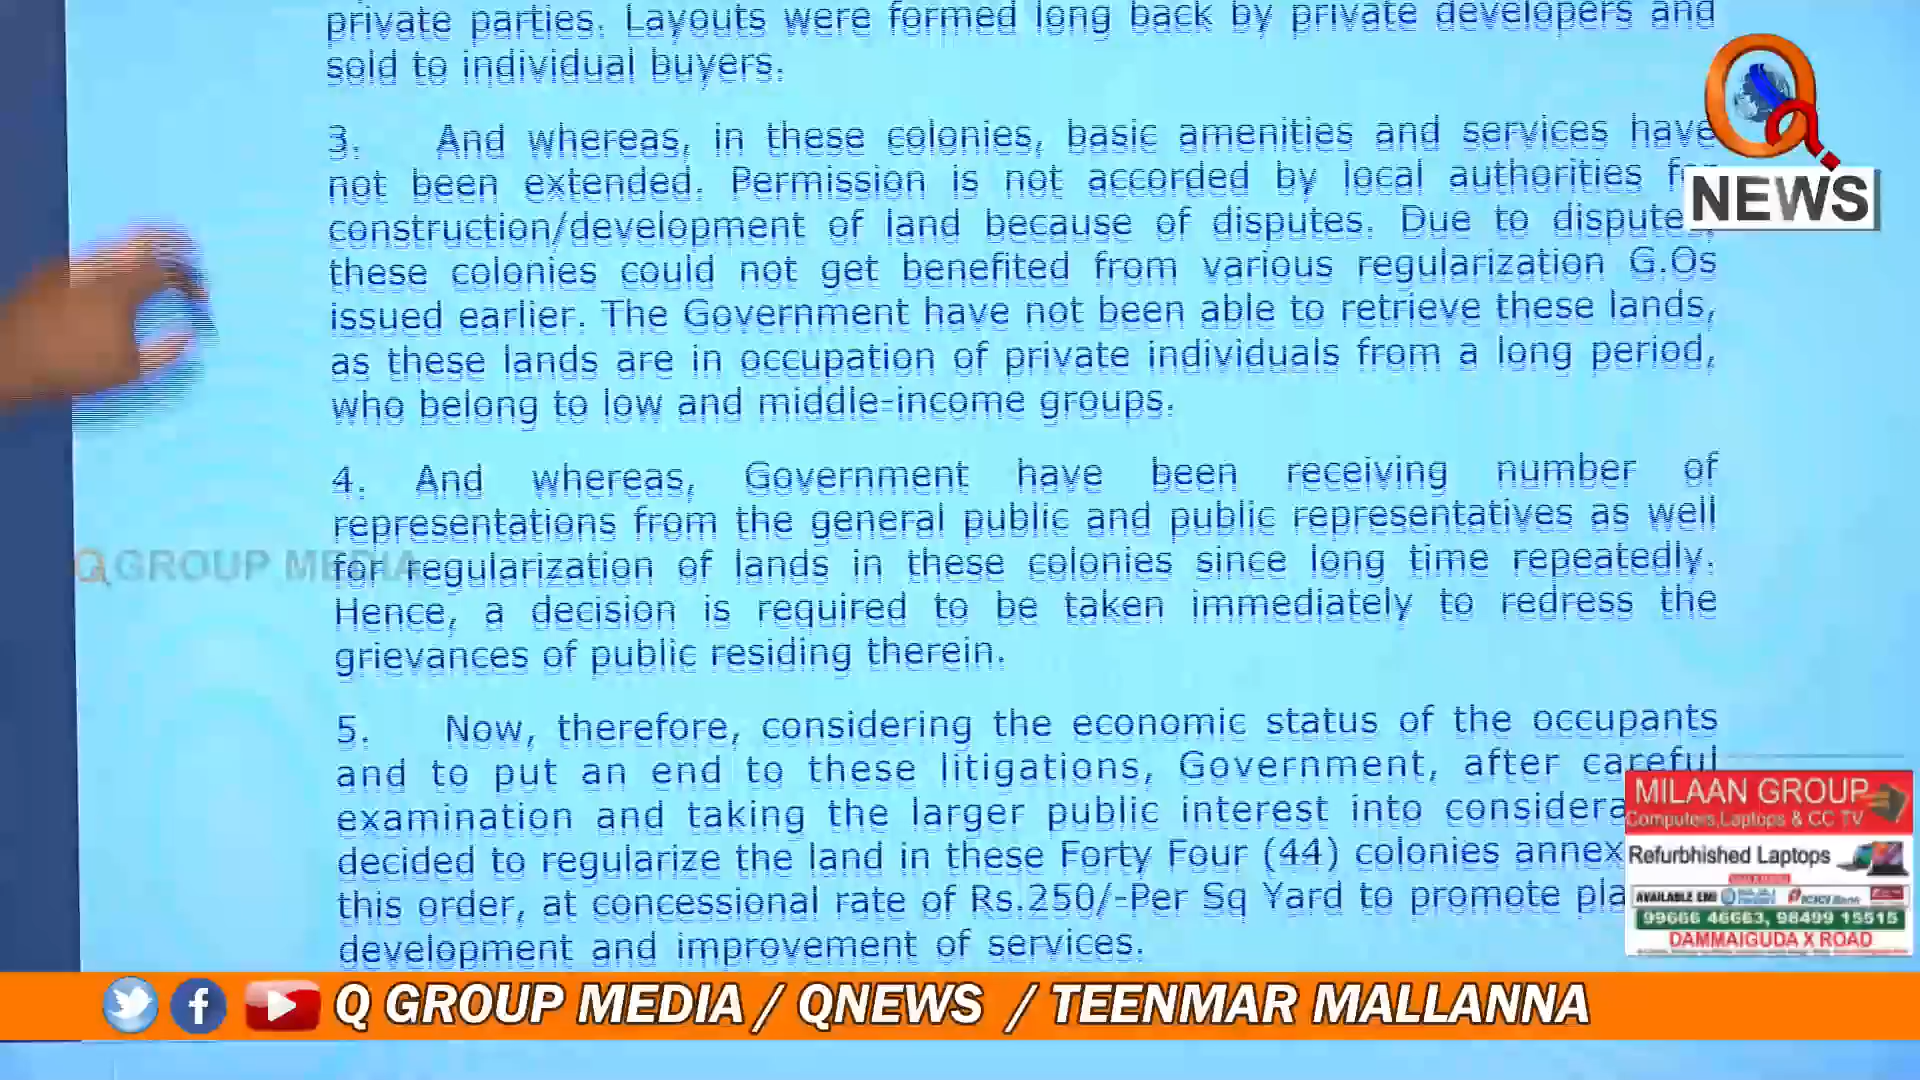 private parties. Layouts were formed long back by private developers and
sold to individual buyers.
3. And whereas, in these colonies, basic amenities and services have
not been extended. Permission is not accorded by local authorities
construction/development of land because of disputes. Due to
these colonies could not get benefited from various regularization G.Os
issued earlier. The Government have not been able to retrieve these lands,
as these lands are in occupation of private individuals from a long period,
who belong to low and middle-income groups.
4. And whereas, Government have been receiving number of
representations from the general public and public representatives as well
for regularization of lands in these colonies since long time repeatedly.
Hence, a decision is required to be taken immediately to redress the
grievances of public residing therein.
5. Now, therefore, considering the economic status of the occupants
and to put an end to these litigations, Government, after careful
examination and taking the larger public interest into considera
decided to regularize the land in these Forty Four (44) colonies annex
this order, at concessional rate of Rs.250/-Per Sq Yard to promote pla
development and improvement of services.
Q NEWS
Q GROUP MEDIA
MILAAN GROUP
Computers,Laptops & CC TV
Refurbhished Laptops
AVAILABLE EMI
99666 46663, 98499 15515
DAMMAIGUDA X ROAD
Q GROUP MEDIA / QNEWS / TEENMAR MALLANNA